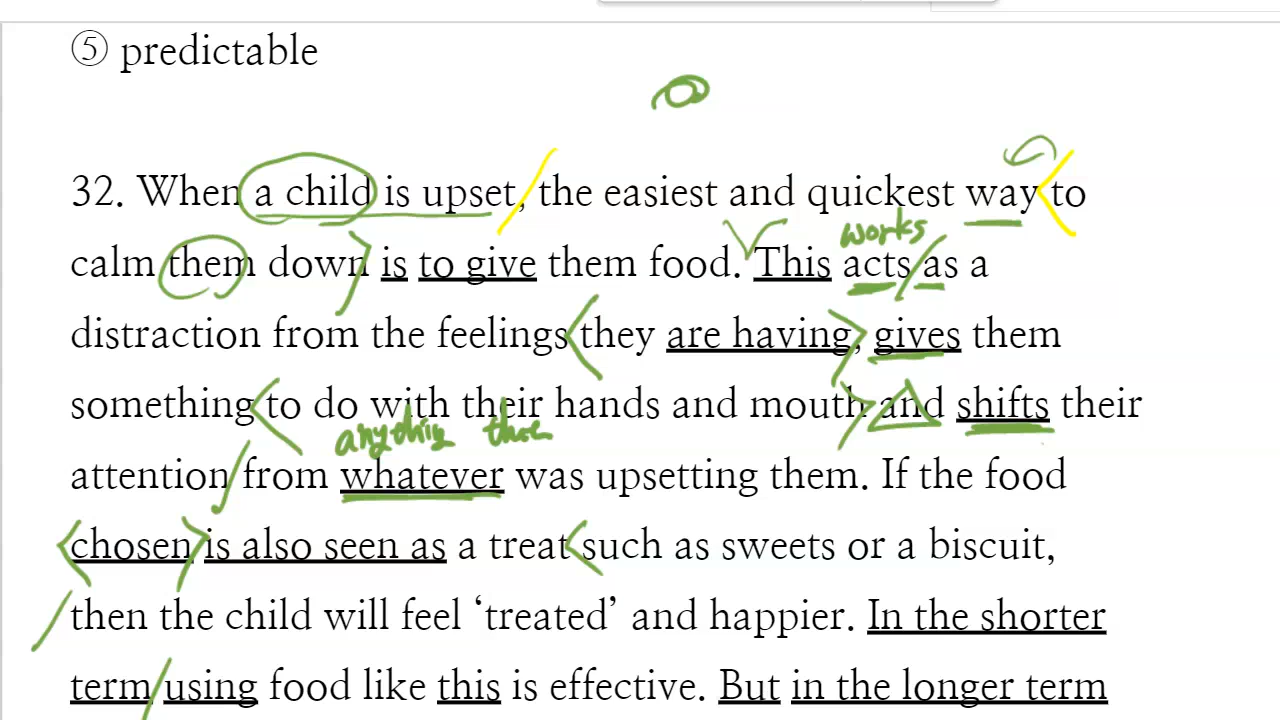 ⑤ predictable
32. When a child is upset, the easiest and quickest way to
works
calm them down is to give them food. This acts as a
distraction from the feelings they are having, gives them
something to do with their hands and mouth and shifts their
anything that
attention from whatever was upsetting them. If the food
chosen is also seen as a treat such as sweets or a biscuit,
then the child will feel ‘treated’ and happier. In the shorter
term using food like this is effective. But in the longer term